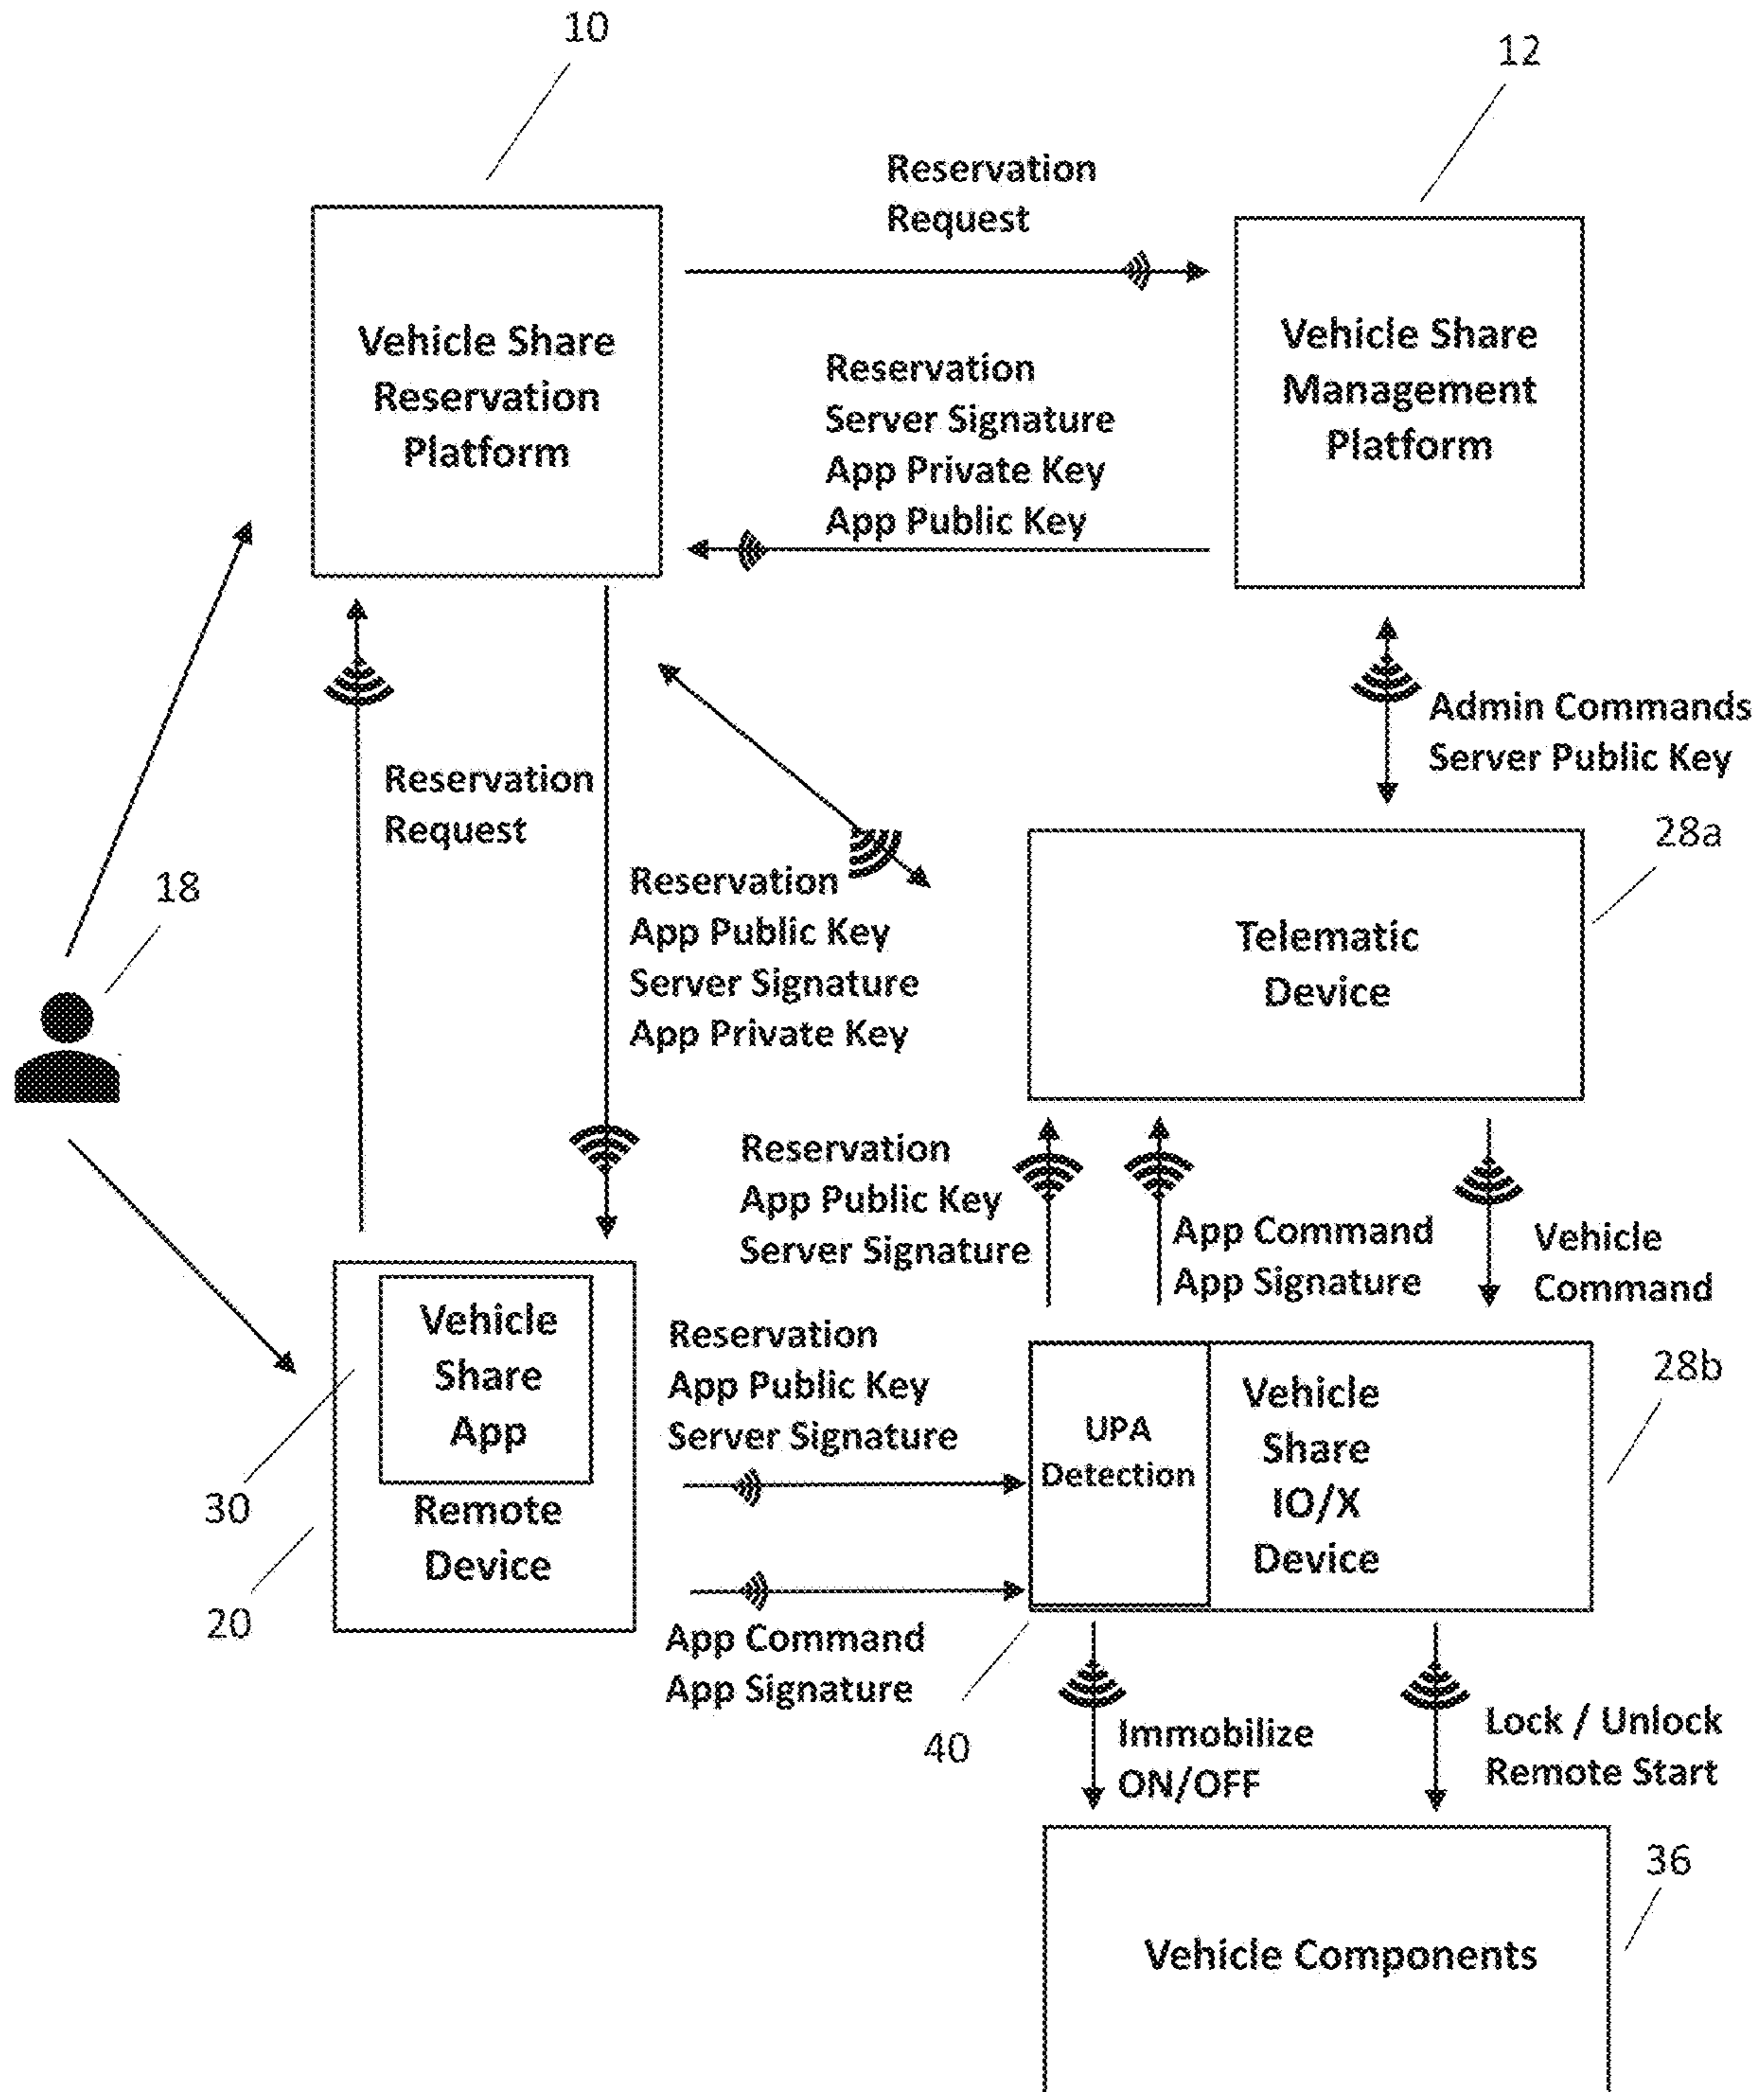 10
12
Reservation
Request
Vehicle Share
Reservation
Platform
Vehicle Share
Management
Platform
Reservation
Server Signature
App Private Key
App Public Key
Admin Commands
Server Public Key
Reservation
Request
28a
18
Reservation
App Public Key
Server Signature
App Private Key
Telematic
Device
Reservation
App Public Key
Server Signature
App Command
App Signature
Vehicle
Command
Vehicle
Share
App
Remote
Device
30
20
Reservation
App Public Key
Server Signature
App Command
App Signature
UPA
Detection
Vehicle
Share
IO/X
Device
28b
40
Immobilize
ON/OFF
Lock / Unlock
Remote Start
36
Vehicle Components